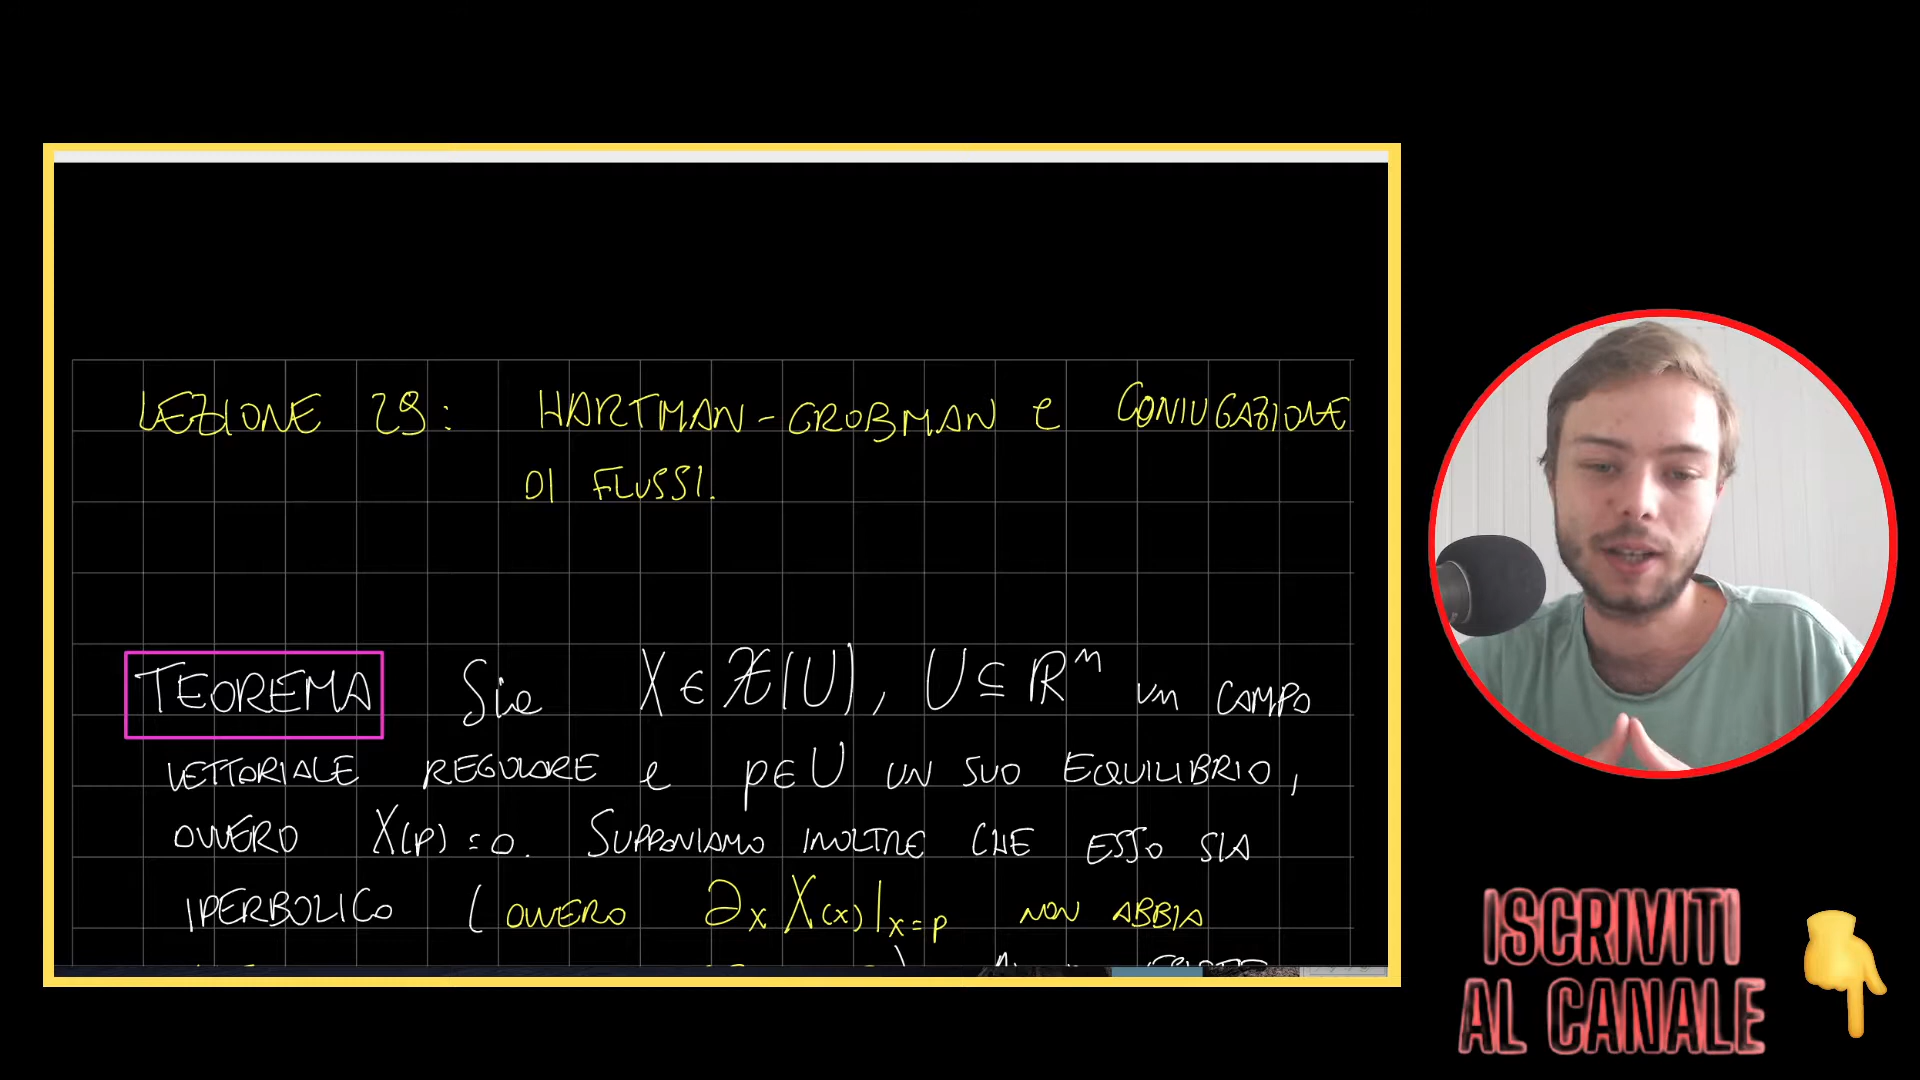 LEZIONE 29: HARTMAN-GROBMAN e CONIUGAZIONE
DI FLUSSI.
TEOREMA Sia X ∈ 𝔛(U), U ⊆ ℝⁿ un CAMPO
VETTORIALE REGOLARE e p∈U UN SUO EQUILIBRIO,
OVVERO X(p)=0. SUPPONIAMO INOLTRE CHE ESSO SIA
IPERBOLICO (OVVERO ∂ₓX(x)|ₓ₌ₚ NON ABBIA
ISCRIVITI
AL CANALE